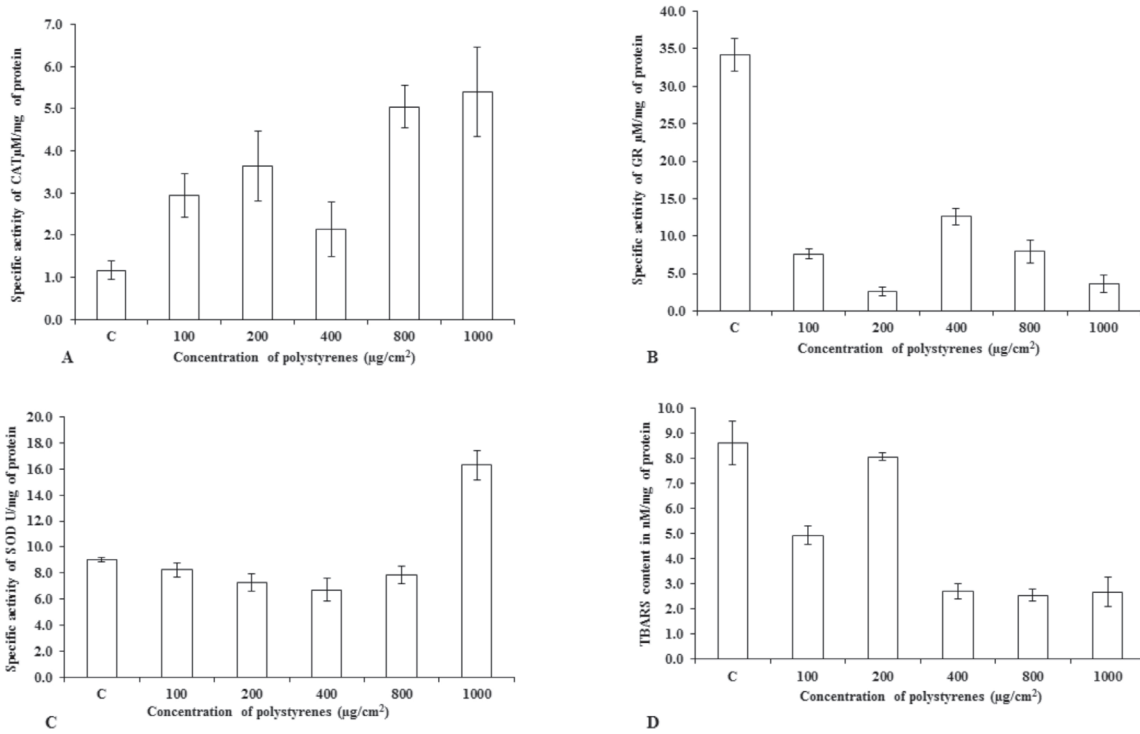 Specific activity of CATµM/mg of protein
7.0
6.0
5.0
4.0
3.0
2.0
1.0
0.0
C 100 200 400 800 1000
Concentration of polystyrenes (µg/cm²)
A
Specific activity of GR µM/mg of protein
40.0
35.0
30.0
25.0
20.0
15.0
10.0
5.0
0.0
C 100 200 400 800 1000
Concentration of polystyrenes (µg/cm²)
B
Specific activity of SOD U/mg of protein
20.0
18.0
16.0
14.0
12.0
10.0
8.0
6.0
4.0
2.0
0.0
C 100 200 400 800 1000
Concentration of polystyrenes (µg/cm²)
C
TBARS content in nM/mg of protein
10.0
9.0
8.0
7.0
6.0
5.0
4.0
3.0
2.0
1.0
0.0
C 100 200 400 800 1000
Concentration of polystyrenes (µg/cm²)
D